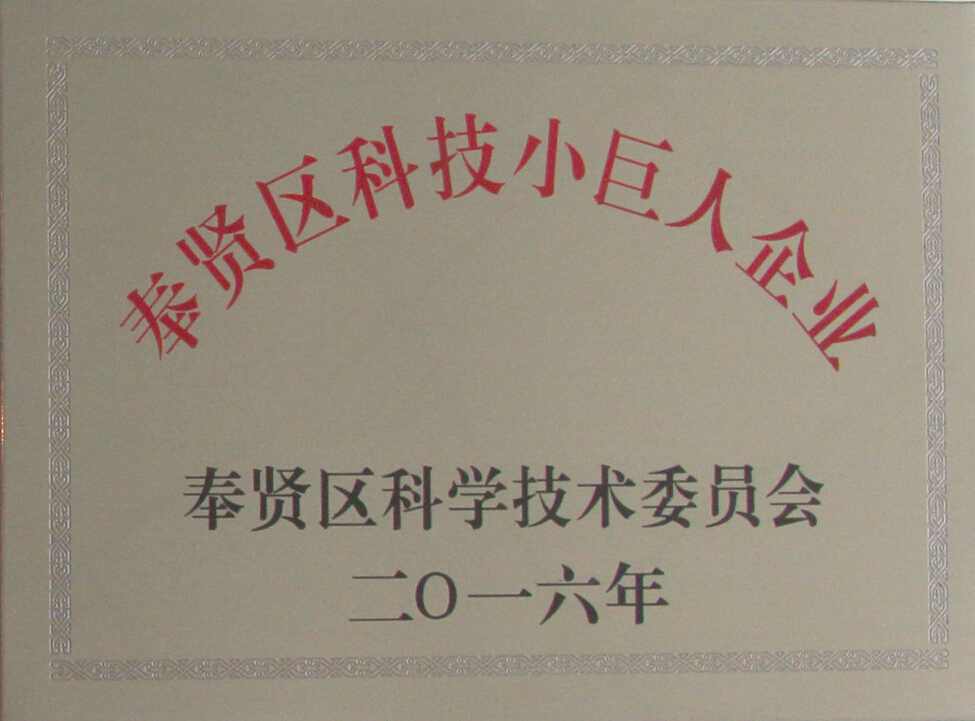 奉贤区科技小巨人企业
奉贤区科学技术委员会
二O一六年